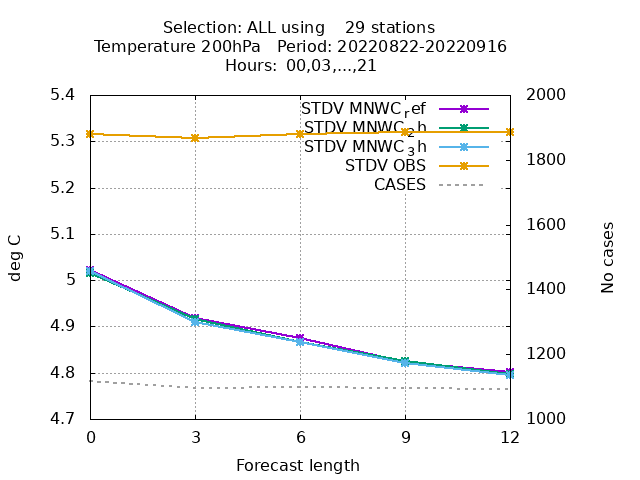 Selection: ALL using    29 stations
Temperature 200hPa   Period: 20220822-20220916
Hours:  00,03,...,21
5.4
5.3
5.2
5.1
5
4.9
4.8
4.7
2000
1800
1600
1400
1200
1000
STDV MNWC_ref
STDV MNWC_2h
STDV MNWC_3h
STDV OBS
CASES
deg C
No cases
0 3 6 9 12
Forecast length